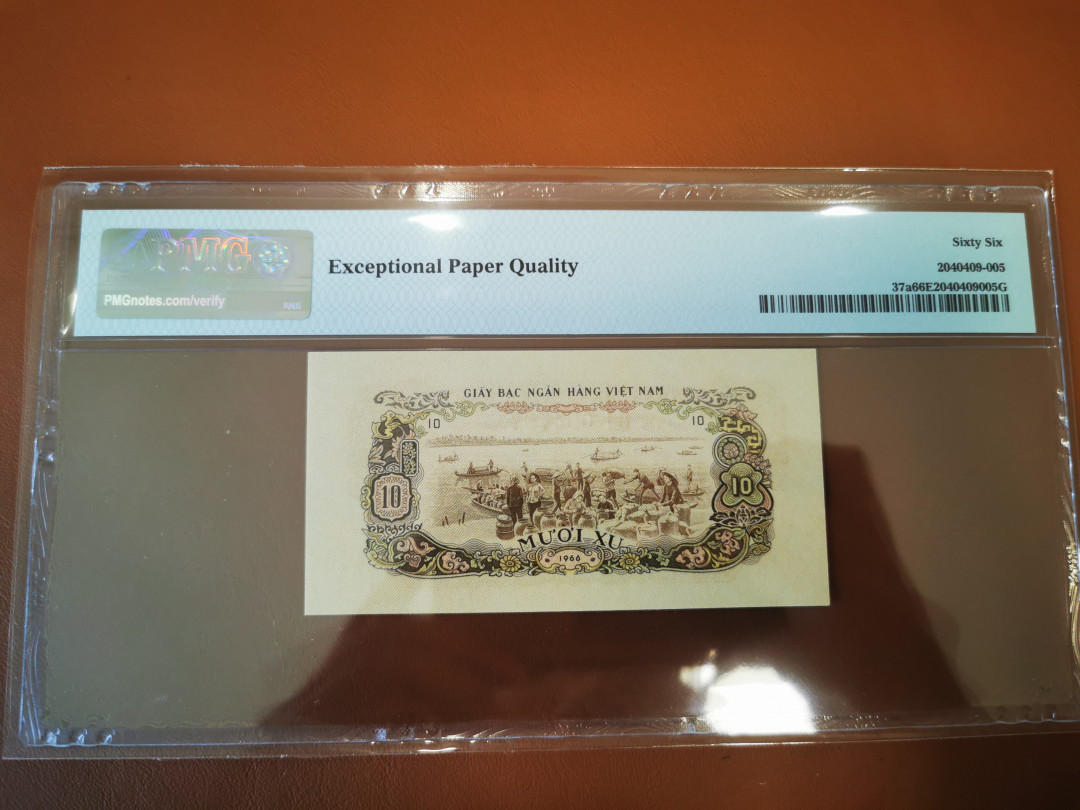 PMG
PMGnotes.com/verify
Exceptional Paper Quality
Sixty Six
2040409-005
37a66E2040409005G
GIẤY BẠC NGÂN HÀNG VIỆT NAM
10
10
10
10
MƯƠI XU
1966